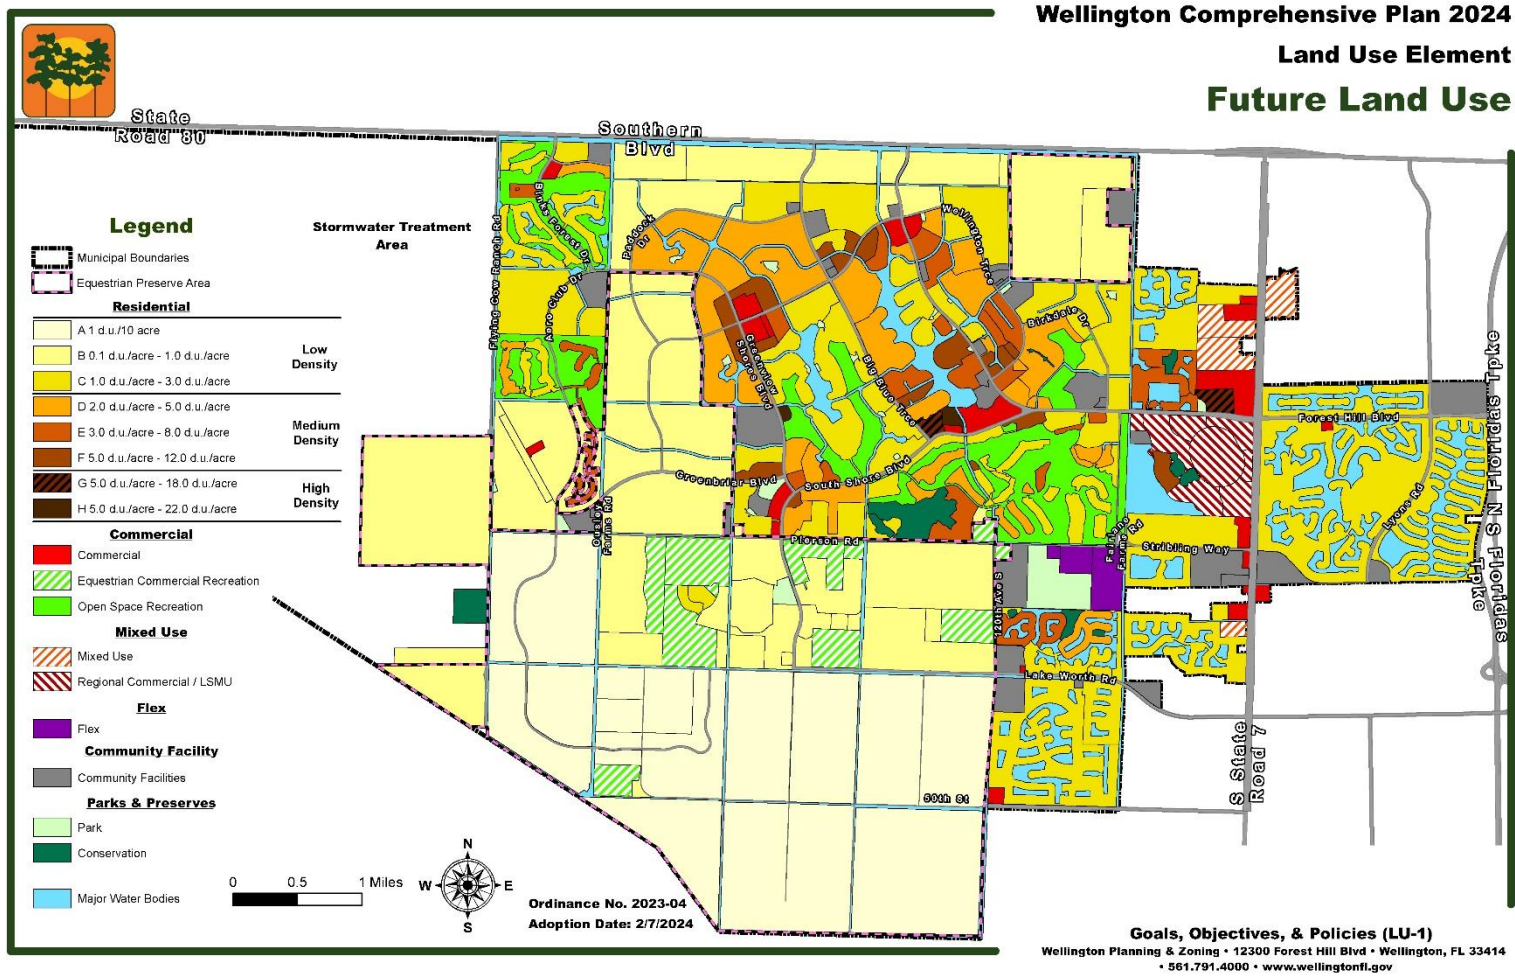 Wellington Comprehensive Plan 2024
Land Use Element
Future Land Use
State
Road 80
Southern
Blvd
Legend
Municipal Boundaries
Equestrian Preserve Area
Residential
A 1 d.u./10 acre
B 0.1 d.u./acre - 1.0 d.u./acre
C 1.0 d.u./acre - 3.0 d.u./acre
Low
Density
D 2.0 d.u./acre - 5.0 d.u./acre
E 3.0 d.u./acre - 8.0 d.u./acre
F 5.0 d.u./acre - 12.0 d.u./acre
Medium
Density
G 5.0 d.u./acre - 18.0 d.u./acre
H 5.0 d.u./acre - 22.0 d.u./acre
High
Density
Commercial
Commercial
Equestrian Commercial Recreation
Open Space Recreation
Mixed Use
Mixed Use
Regional Commercial / LSMU
Flex
Flex
Community Facility
Community Facilities
Parks & Preserves
Park
Conservation
Major Water Bodies
Stormwater Treatment
Area
Flying Cow Ranch Rd
Binks Forest Dr
Aero Club Dr
Paddock
Dr
Wellington Trce
Birkdale Dr
Greenview
Shores Blvd
Big Blue Trce
Forest Hill Blvd
Greenbriar Blvd
South Shore Blvd
Ousley
Farms Rd
Pierson Rd
Fairlane
Farms Rd
Stribling Way
Lyons Rd
120th Ave S
Lake Worth Rd
50th St
S State
Road 7
N Floridas Tpke
S Floridas
Tpke
0 0.5 1 Miles
N
W E
S
Ordinance No. 2023-04
Adoption Date: 2/7/2024
Goals, Objectives, & Policies (LU-1)
Wellington Planning & Zoning • 12300 Forest Hill Blvd • Wellington, FL 33414
• 561.791.4000 • www.wellingtonfl.gov